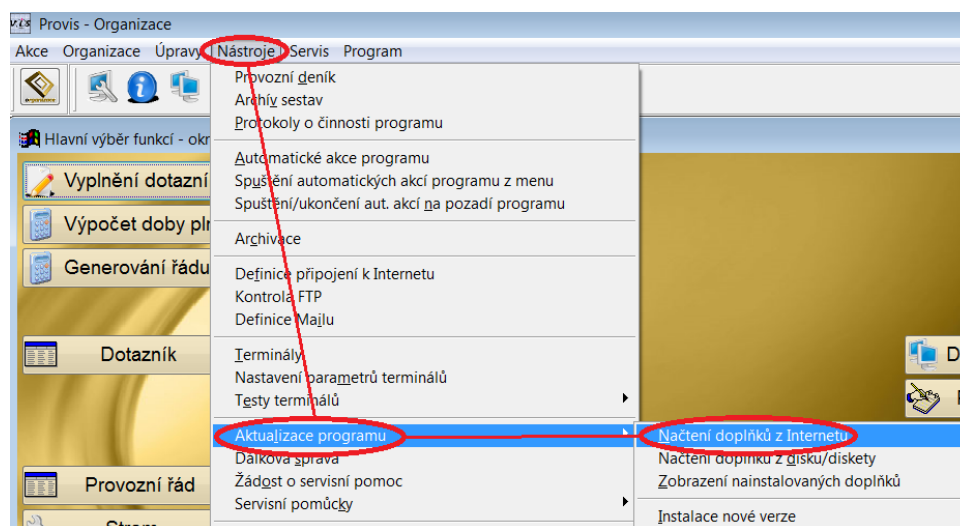 Provis - Organizace
Akce Organizace Úpravy Nástroje Servis Program
Provozní deník
Archív sestav
Protokoly o činnosti programu
Automatické akce programu
Spuštění automatických akcí programu z menu
Spuštění/ukončení aut. akcí na pozadí programu
Archivace
Definice připojení k Internetu
Kontrola FTP
Definice Mailu
Terminály
Nastavení parametrů terminálů
Testy terminálů
Aktualizace programu
Dálková správa
Žádost o servisní pomoc
Servisní pomůcky
Načtení doplňků z Internetu
Načtení doplňků z disku/diskety
Zobrazení nainstalovaných doplňků
Instalace nové verze
Hlavní výběr funkcí - okn
Vyplnění dotazní
Výpočet doby pln
Generování řádu
Dotazník
Provozní řád
Strom
D